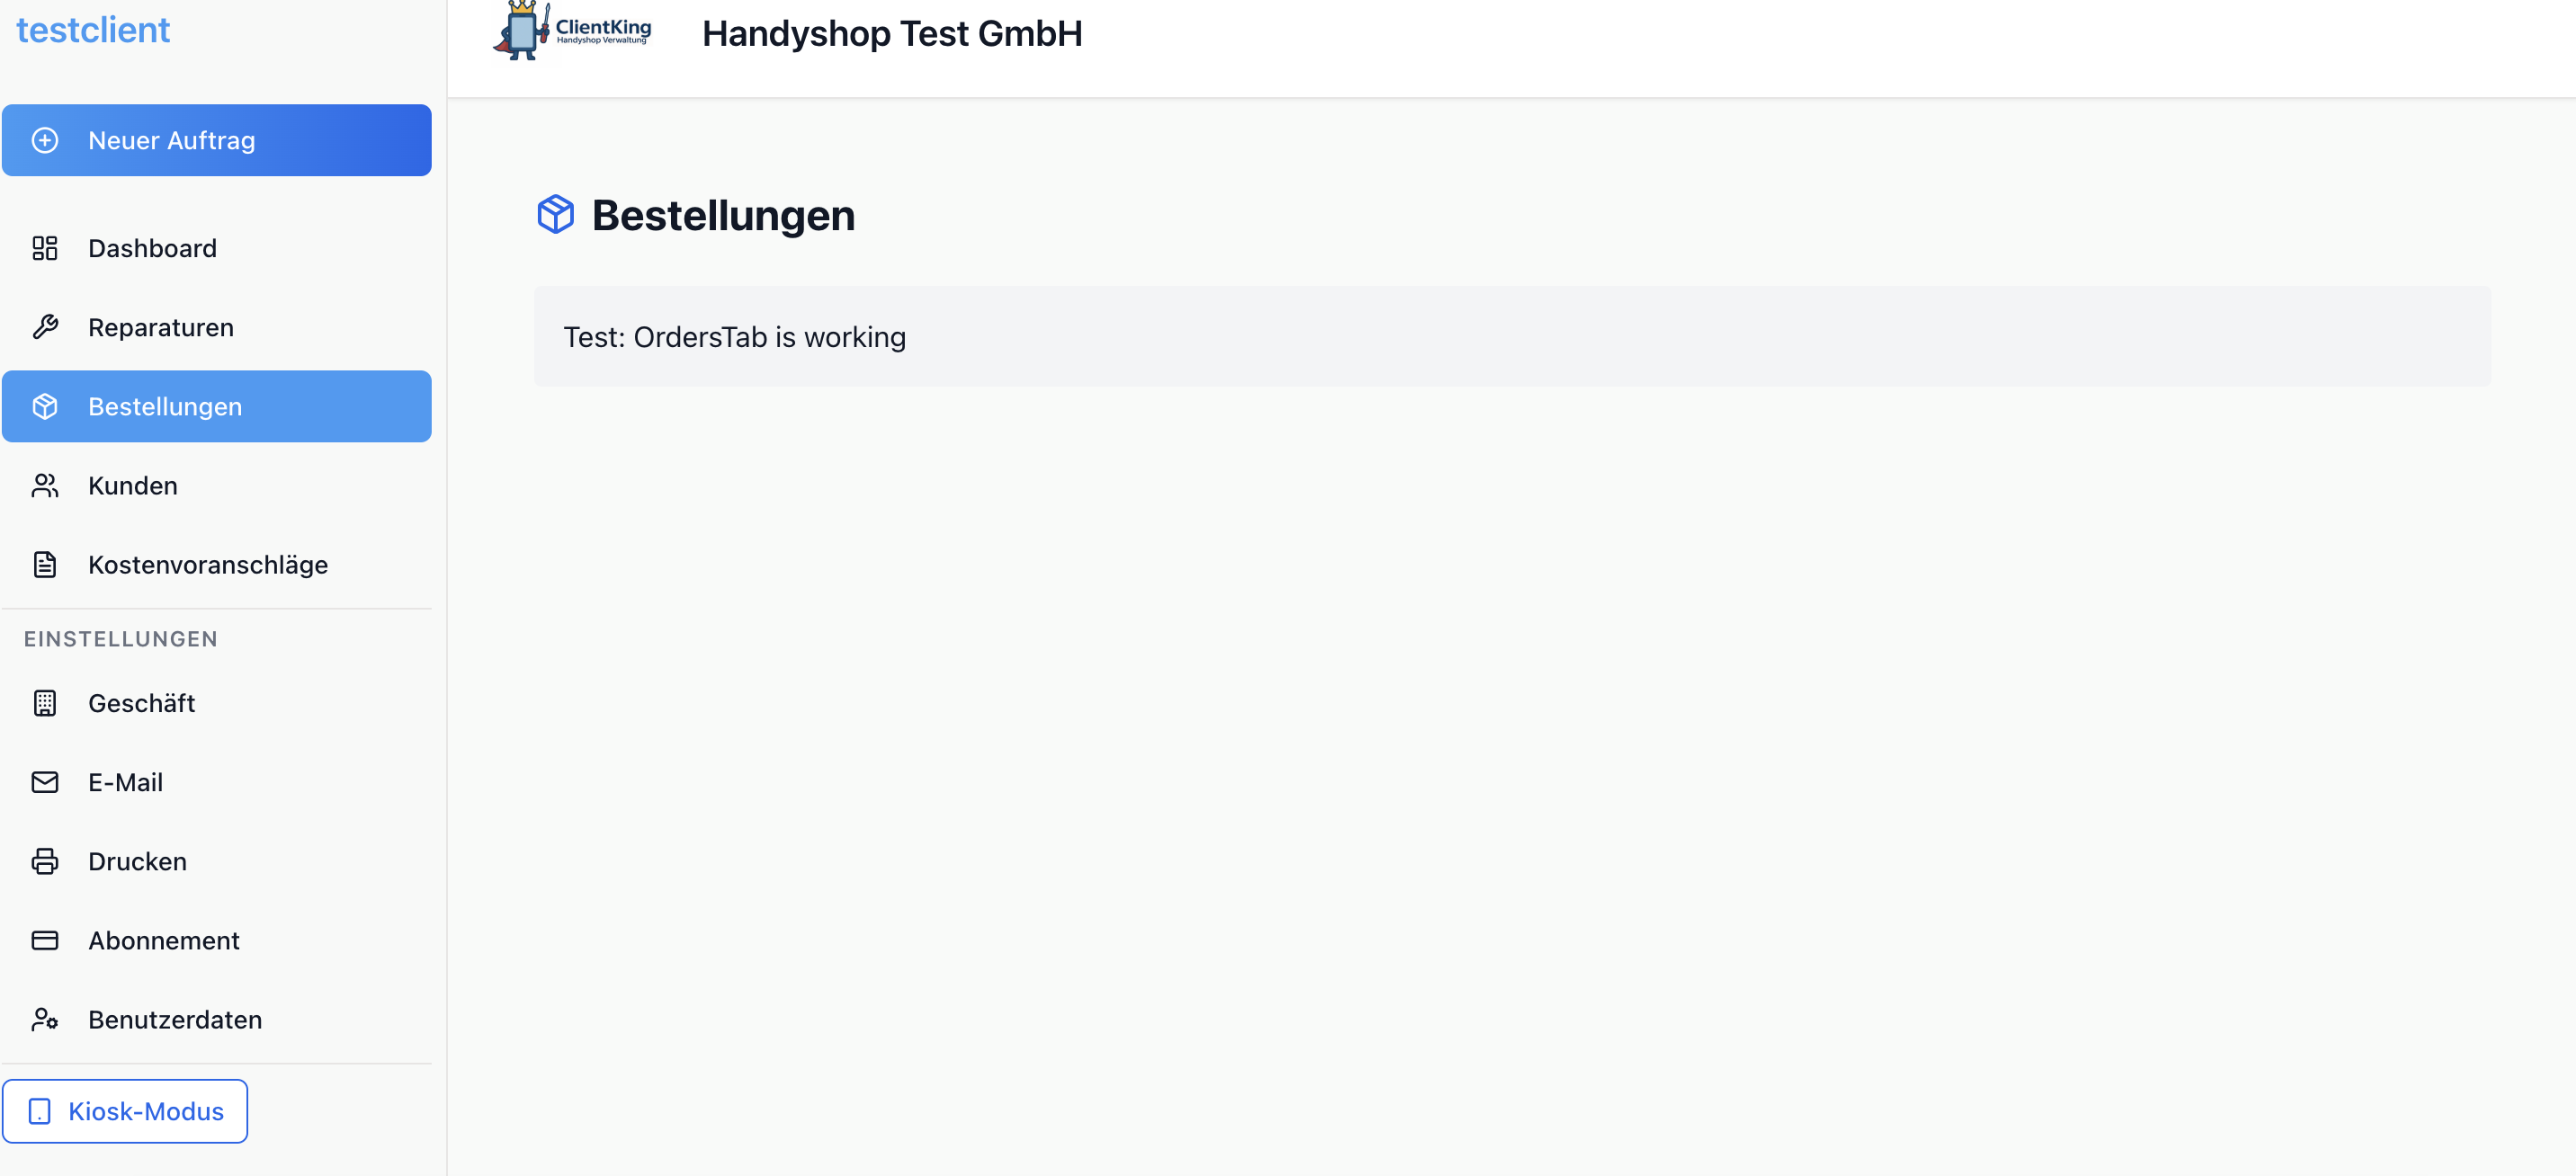 testclient
ClientKing
Handyshop Verwaltung
Handyshop Test GmbH
Neuer Auftrag
Dashboard
Reparaturen
Bestellungen
Kunden
Kostenvoranschläge
EINSTELLUNGEN
Geschäft
E-Mail
Drucken
Abonnement
Benutzerdaten
Kiosk-Modus
Bestellungen
Test: OrdersTab is working